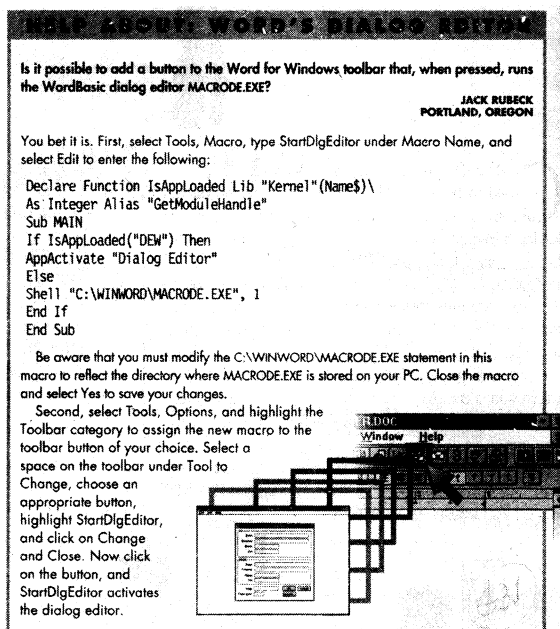 HELP ABOUT: WORD'S DIALOG EDITOR
Is it possible to add a button to the Word for Windows toolbar that, when pressed, runs
the WordBasic dialog editor MACRODE.EXE?
JACK RUBECK
PORTLAND, OREGON
You bet it is. First, select Tools, Macro, type StartDlgEditor under Macro Name, and
select Edit to enter the following:
Declare Function IsAppLoaded Lib "Kernel"(Name$)\
As Integer Alias "GetModuleHandle"
Sub MAIN
If IsAppLoaded("DEW") Then
AppActivate "Dialog Editor"
Else
Shell "C:\WINWORD\MACRODE.EXE", 1
End If
End Sub
Be aware that you must modify the C:\WINWORD\MACRODE.EXE statement in this
macro to reflect the directory where MACRODE.EXE is stored on your PC. Close the macro
and select Yes to save your changes.
Second, select Tools, Options, and highlight the
Toolbar category to assign the new macro to the
toolbar button of your choice. Select a
space on the toolbar under Tool to
Change, choose an
appropriate button,
highlight StartDlgEditor,
and click on Change
and Close. Now click
on the button, and
StartDlgEditor activates
the dialog editor.
R.DOC
Window Help